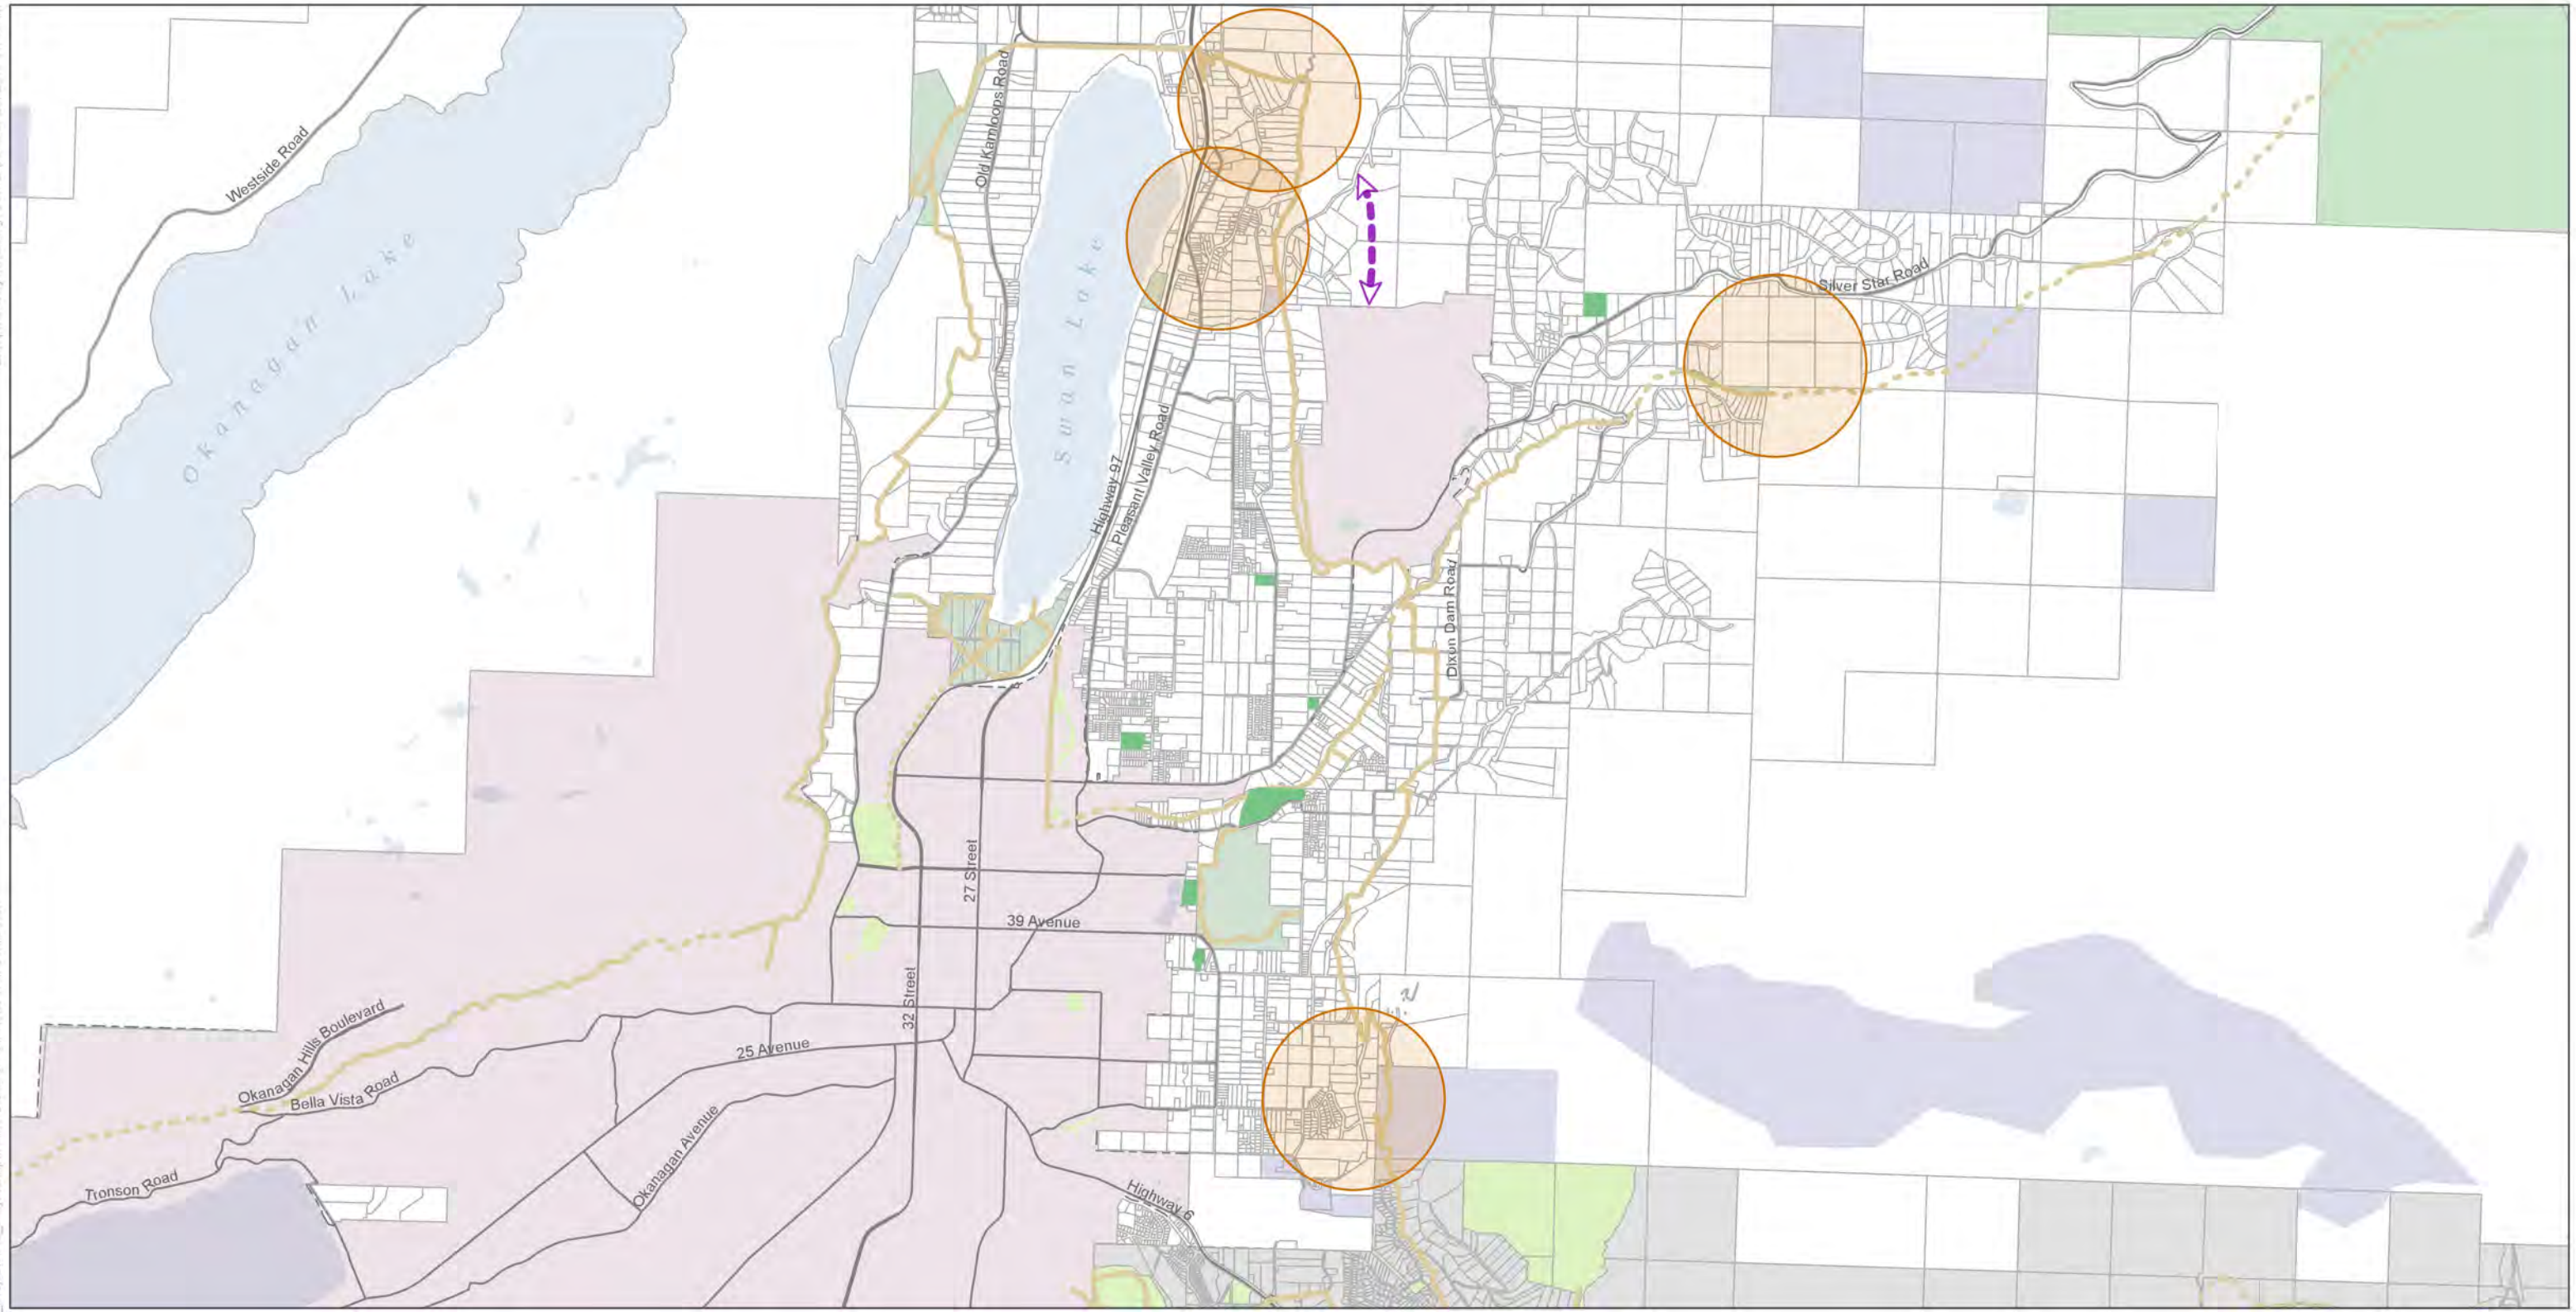 Westside Road
Old Kamloops Road
Okanagan Lake
Swan Lake
Silver Star Road
Highway 97
Pleasant Valley Road
Dixon Dam Road
27 Street
39 Avenue
32 Street
25 Avenue
Okanagan Hills Boulevard
Bella Vista Road
Okanagan Avenue
Tronson Road
Highway 6